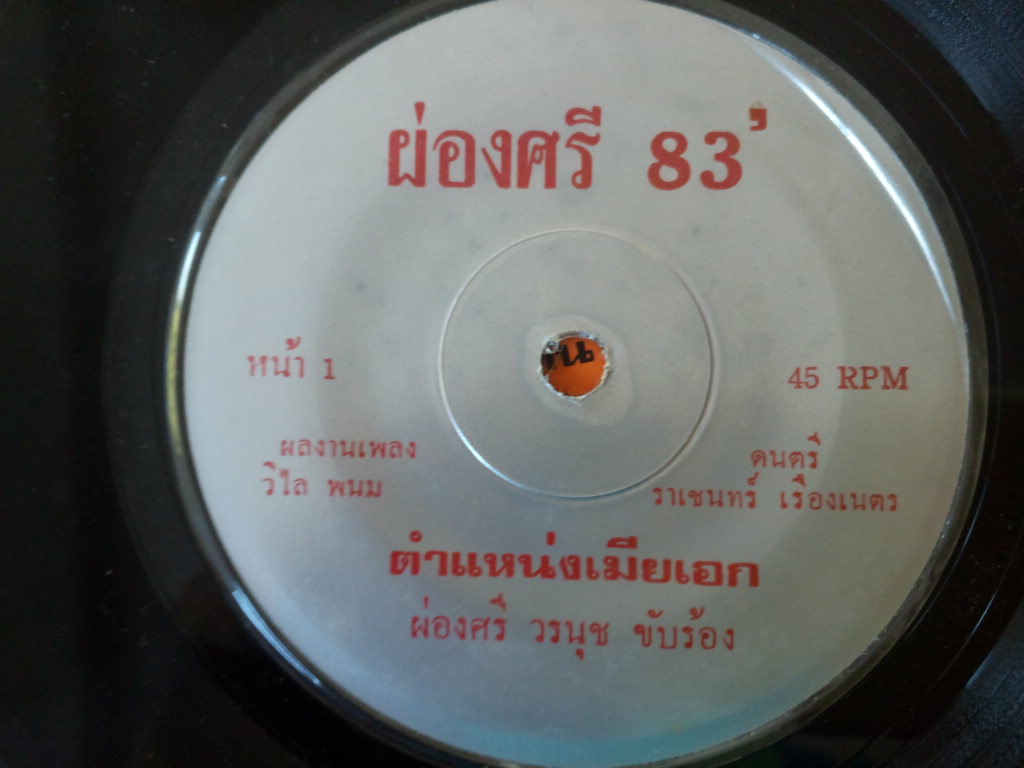 ผ่องศรี 83'
หน้า 1
45 RPM
ผลงานเพลง
วิไล พนม
ดนตรี
ราเชนทร์ เรืองเนตร
ตำแหน่งเมียเอก
ผ่องศรี วรนุช ขับร้อง